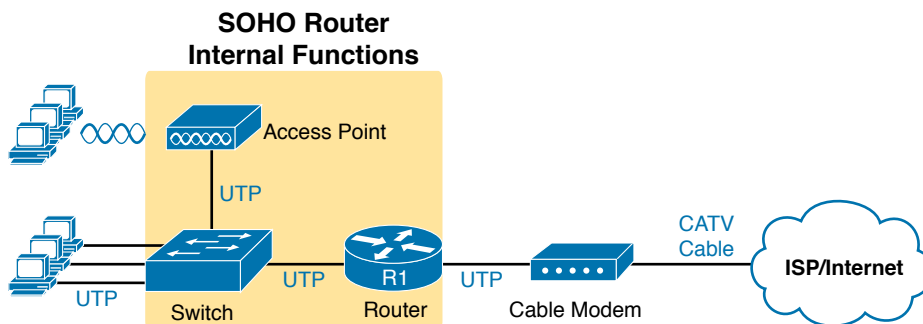 SOHO Router
Internal Functions
Access Point
UTP
CATV
Cable
ISP/Internet
UTP
UTP
R1
UTP
Switch
Router
Cable Modem